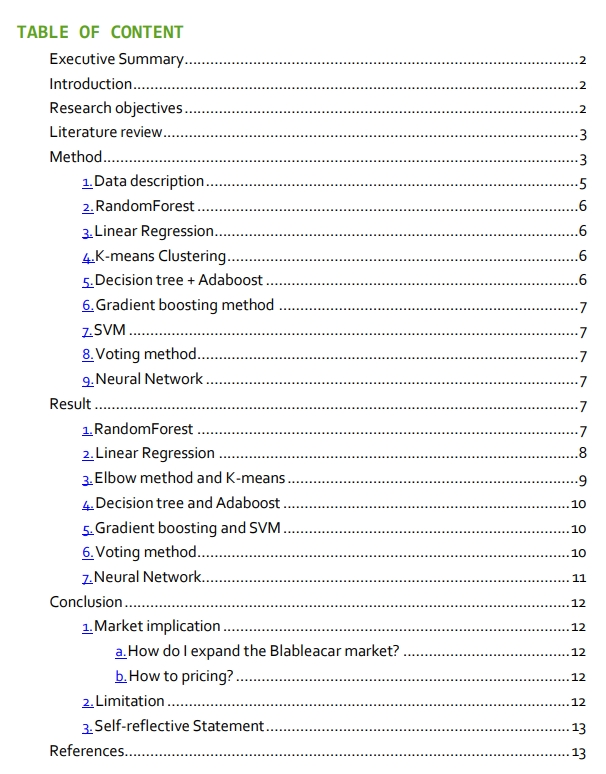 TABLE OF CONTENT
Executive Summary 2
Introduction 2
Research objectives 2
Literature review 3
Method 3
1. Data description 5
2. RandomForest 6
3. Linear Regression 6
4. K-means Clustering 6
5. Decision tree + Adaboost 6
6. Gradient boosting method 7
7. SVM 7
8. Voting method 7
9. Neural Network 7
Result 7
1. RandomForest 7
2. Linear Regression 8
3. Elbow method and K-means 9
4. Decision tree and Adaboost 10
5. Gradient boosting and SVM 10
6. Voting method 10
7. Neural Network 11
Conclusion 12
1. Market implication 12
a. How do I expand the Blableacar market? 12
b. How to pricing? 12
2. Limitation 12
3. Self-reflective Statement 13
References 13